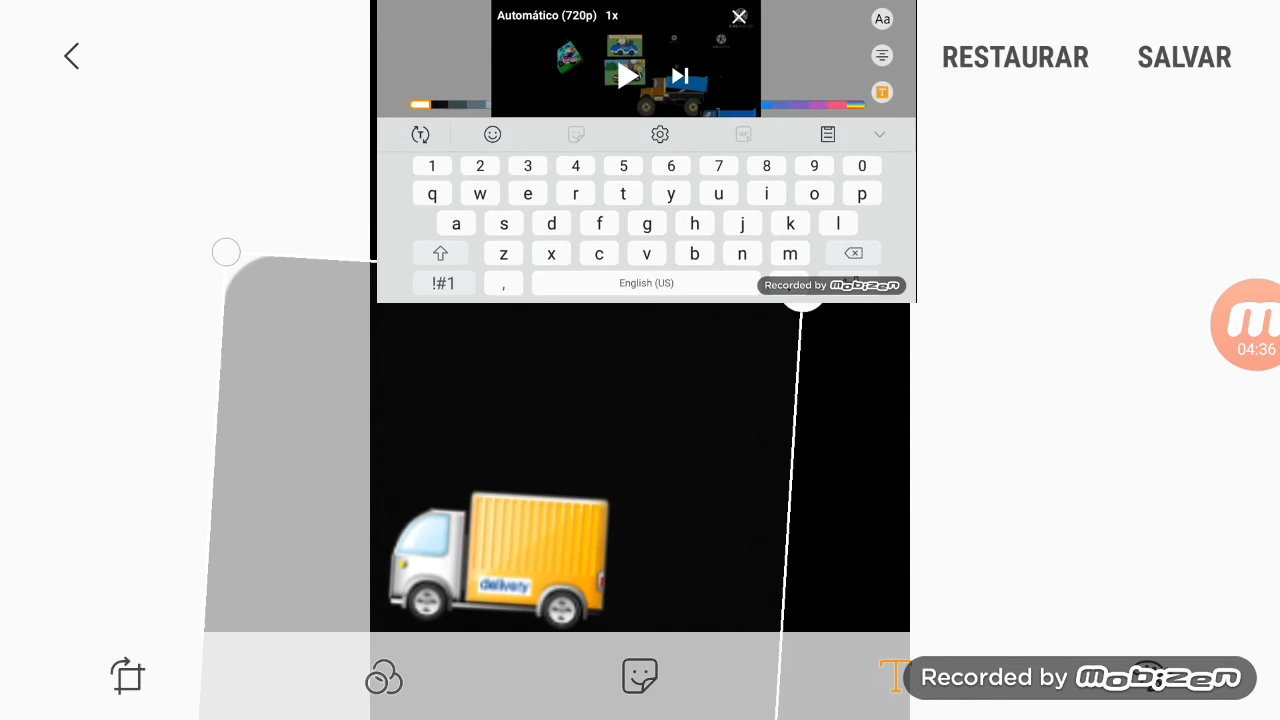 Automático (720p) 1x
Aa
RESTAURAR
SALVAR
T
T
1 2 3 4 5 6 7 8 9 0
q w e r t y u i o p
a s d f g h j k l
z x c v b n m
!#1 , English (US)
Recorded by mobizen
04:36
delivery
T
Recorded by mobizen